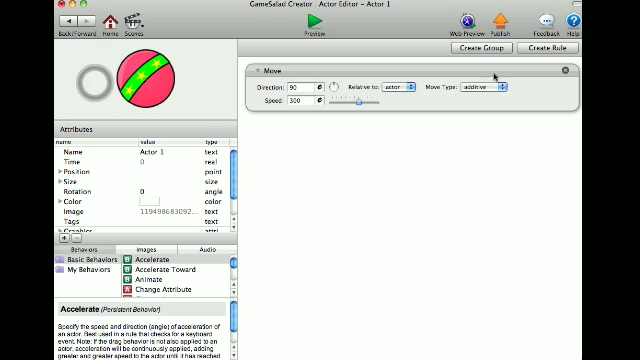 GameSalad Creator : Actor Editor - Actor 1
Back/Forward Home Scenes Preview Web-Preview Publish Feedback Help
Create Group Create Rule
Move
Direction: 90 Relative to: actor Move Type: additive
Speed: 300
Attributes
name value type
Name Actor 1 text
Time 0 real
Position point
Size size
Rotation 0 angle
Color color
Image 119498683092... text
Tags text
Behaviors Images Audio
Basic Behaviors
My Behaviors
Accelerate
Accelerate Toward
Animate
Change Attribute
Accelerate (Persistent Behavior)
Specify the speed and direction (angle) of acceleration of
an actor. Best used in a rule that checks for a keyboard
event. Note: If the drag behavior is not also applied to an
actor, acceleration will be continuously applied, adding
greater and greater speed to the actor until it has reached